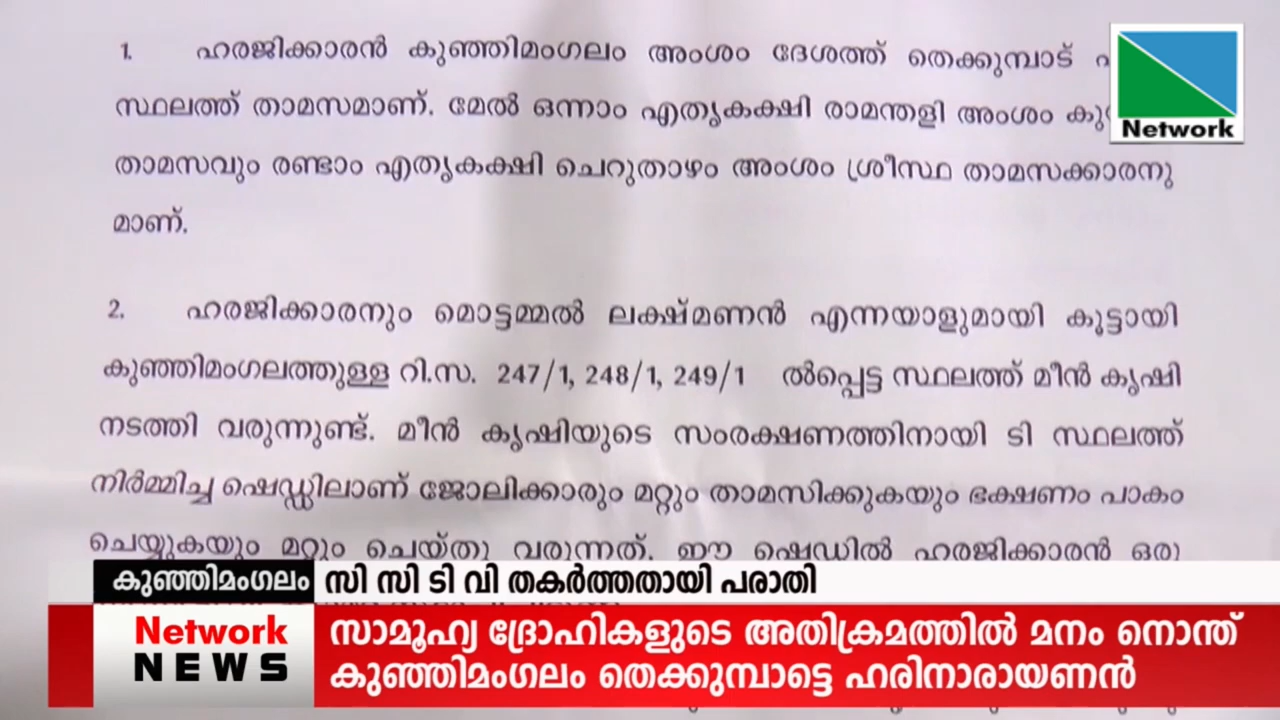 1. ഹരജിക്കാരൻ കുഞ്ഞിമംഗലം അംശം ദേശത്ത് തെക്കുമ്പാട്
സ്ഥലത്ത് താമസമാണ്. മേൽ ഒന്നാം എതൃകക്ഷി രാമന്തളി അംശം
താമസവും രണ്ടാം എതൃകക്ഷി ചെറുതാഴം അംശം ശ്രീസ്ഥ താമസക്കാരനു
മാണ്.
2. ഹരജിക്കാരനും മൊട്ടമ്മൽ ലക്ഷ്മണൻ എന്നയാളുമായി കൂട്ടായി
കുഞ്ഞിമംഗലത്തുള്ള റി.സ. 247/1, 248/1, 249/1 ൽപ്പെട്ട സ്ഥലത്ത് മീൻ കൃഷി
നടത്തി വരുന്നുണ്ട്. മീൻ കൃഷിയുടെ സംരക്ഷണത്തിനായി ടി സ്ഥലത്ത്
നിർമ്മിച്ച ഷെഡ്ഡിലാണ് ജോലിക്കാരും മറ്റും താമസിക്കുകയും ഭക്ഷണം പാകം
ചെയ്യുകയും മറ്റും ചെയ്തു വരുന്നത്. ഈ ഷെഡിൽ ഹരജിക്കാരൻ ഒരു
Network
കുഞ്ഞിമംഗലം സി സി ടി വി തകർത്തതായി പരാതി
Network NEWS
സാമൂഹ്യ ദ്രോഹികളുടെ അതിക്രമത്തിൽ മനം നൊന്ത്
കുഞ്ഞിമംഗലം തെക്കുമ്പാട്ടെ ഹരിനാരായണൻ